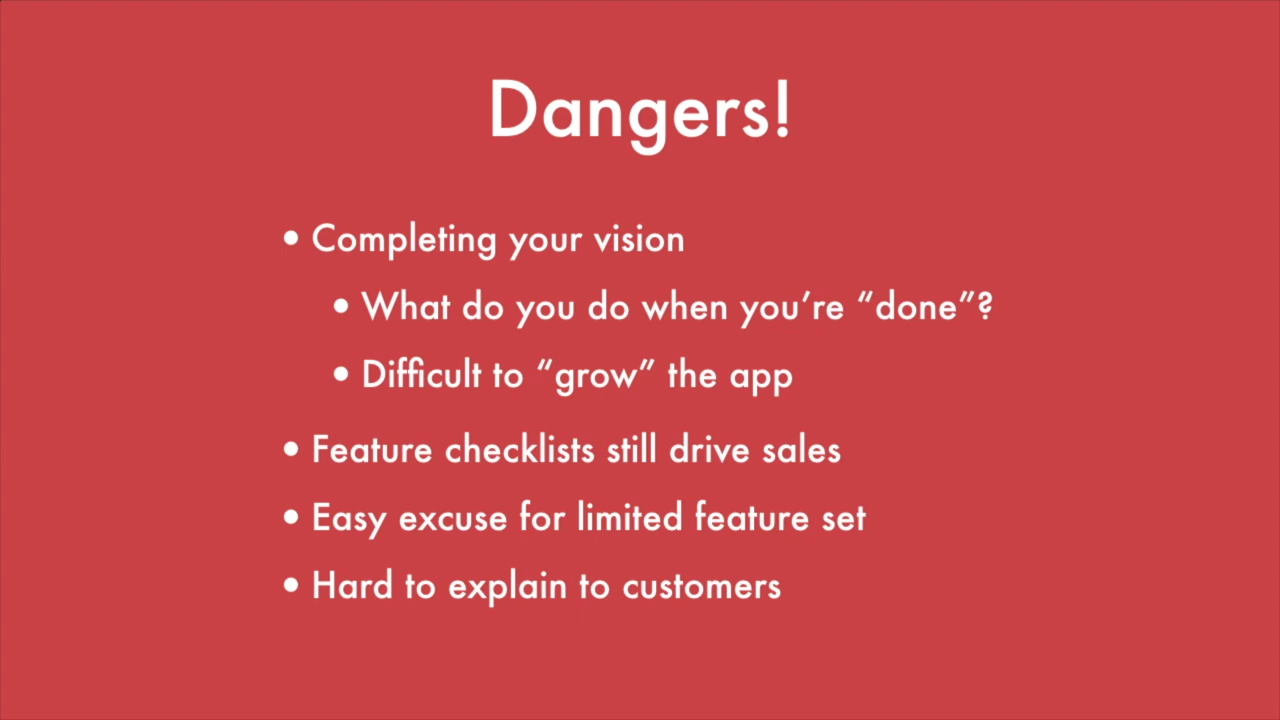 Dangers!
• Completing your vision
• What do you do when you’re “done”?
• Difficult to “grow” the app
• Feature checklists still drive sales
• Easy excuse for limited feature set
• Hard to explain to customers